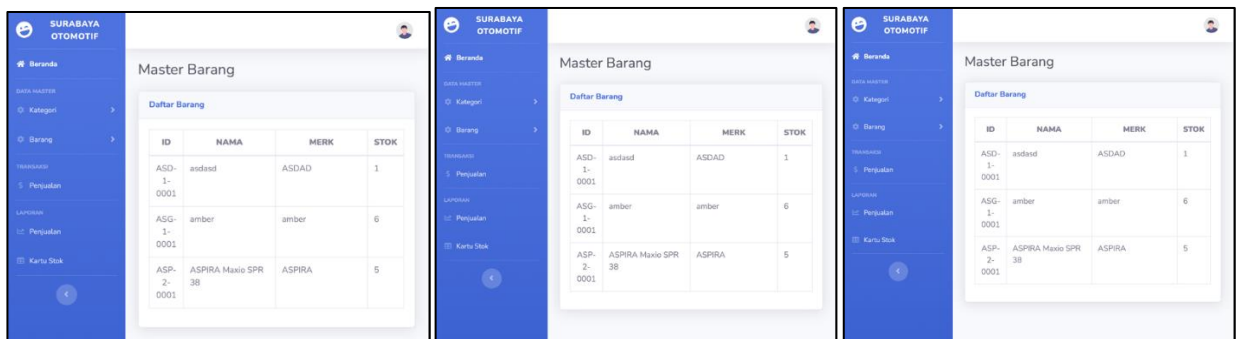 SURABAYA
OTOMOTIF
Beranda
DATA MASTER
Kategori
Barang
TRANSAKSI
$ Penjualan
LAPORAN
Penjualan
Kartu Stok
Master Barang
Daftar Barang
ID NAMA MERK STOK
ASD- asdasd ASDAD 1
1-
0001
ASG- amber amber 6
1-
0001
ASP- ASPIRA Maxio SPR ASPIRA 5
2- 38
0001
SURABAYA
OTOMOTIF
Beranda
DATA MASTER
Kategori
Barang
TRANSAKSI
$ Penjualan
LAPORAN
Penjualan
Kartu Stok
Master Barang
Daftar Barang
ID NAMA MERK STOK
ASD- asdasd ASDAD 1
1-
0001
ASG- amber amber 6
1-
0001
ASP- ASPIRA Maxio SPR ASPIRA 5
2- 38
0001
SURABAYA
OTOMOTIF
Beranda
DATA MASTER
Kategori
Barang
TRANSAKSI
$ Penjualan
LAPORAN
Penjualan
Kartu Stok
Master Barang
Daftar Barang
ID NAMA MERK STOK
ASD- asdasd ASDAD 1
1-
0001
ASG- amber amber 6
1-
0001
ASP- ASPIRA Maxio SPR ASPIRA 5
2- 38
0001